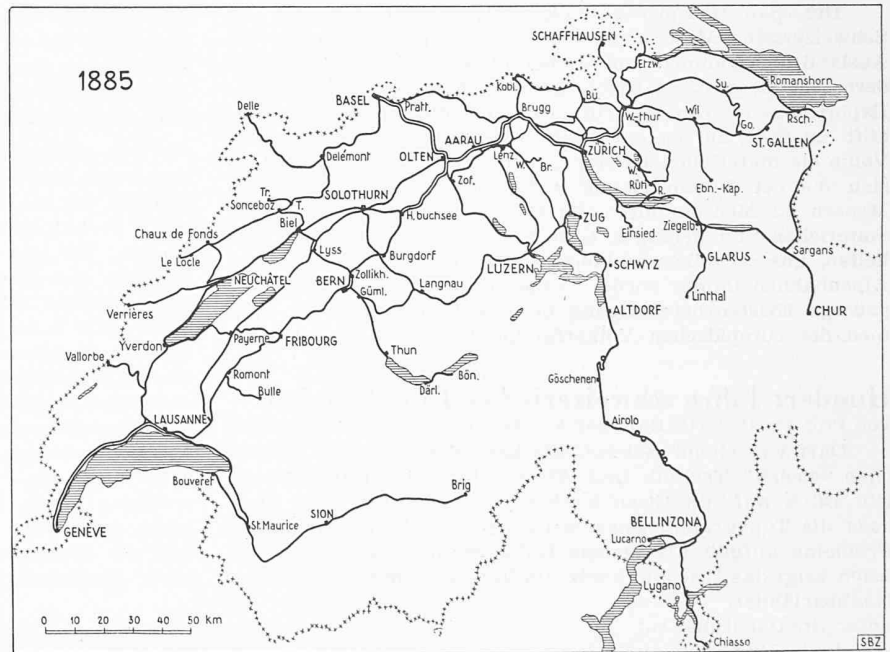 1885
SCHAFFHAUSEN
Erzw.
Romanshorn
Delle
BASEL
Pratt.
Kobl.
Brugg
Bü.
W-thur
Su.
Wil
Go.
Rsch.
ST. GALLEN
Delémont
OLTEN
AARAU
Lenz
W.
Br.
ZÜRICH
W.
Rüti
R.
Ebn.-Kap.
Tr.
Sonceboz
T.
SOLOTHURN
Zof.
Biel
H.buchsee
ZUG
Einsied.
Ziegelb.
Chaux de Fonds
Le Locle
Lyss
Burgdorf
LUZERN
SCHWYZ
GLARUS
Sargans
NEUCHÂTEL
Zollikh.
BERN
Güml.
Langnau
Linthal
ALTDORF
CHUR
Verrières
Yverdon
Payerne
FRIBOURG
Thun
Vallorbe
Romont
Bulle
Bön.
Därl.
Göschenen
LAUSANNE
Airolo
Bouveret
Brig
St.Maurice
SION
GENÈVE
BELLINZONA
Lucarno
Lugano
Chiasso
0 10 20 30 40 50 km
SBZ